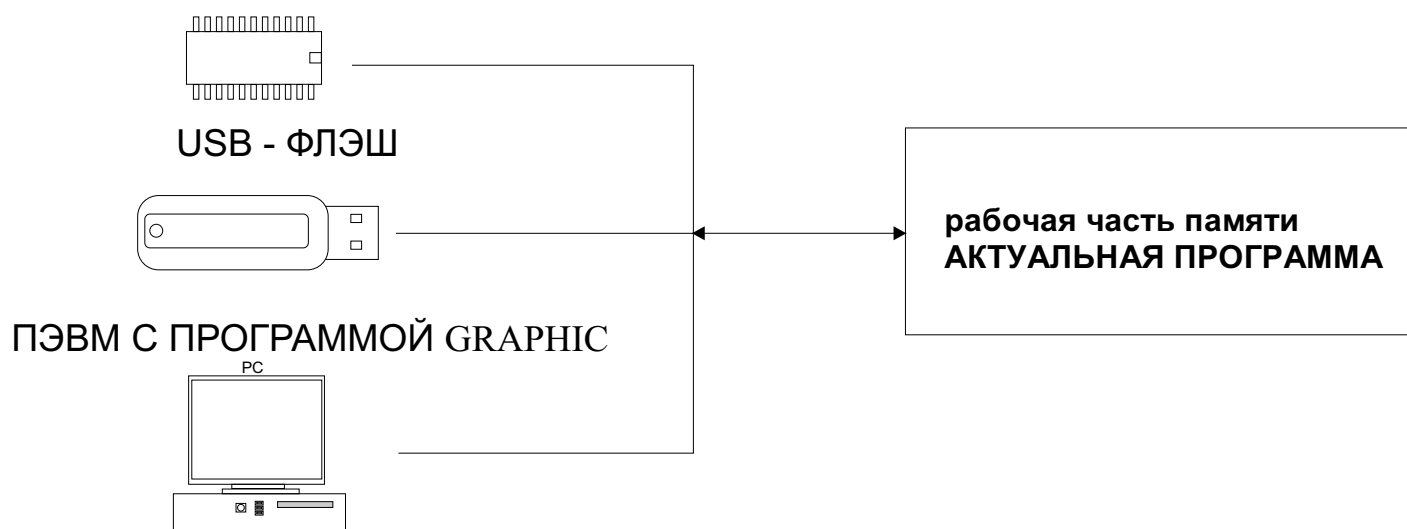 USB - ФЛЭШ
рабочая часть памяти
АКТУАЛЬНАЯ ПРОГРАММА
ПЭВМ С ПРОГРАММОЙ GRAPHIC
PC